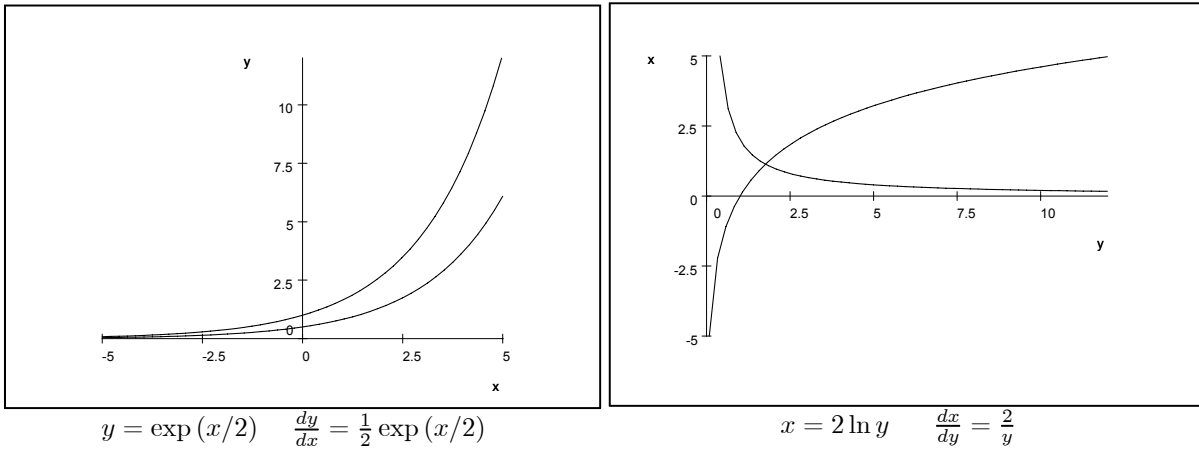 y
10
7.5
5
2.5
0
-5 -2.5 0 2.5 5
x
y = exp (x/2) dy/dx = 1/2 exp (x/2)
x
5
2.5
0
0 2.5 5 7.5 10
y
-2.5
-5
x = 2 ln y dx/dy = 2/y